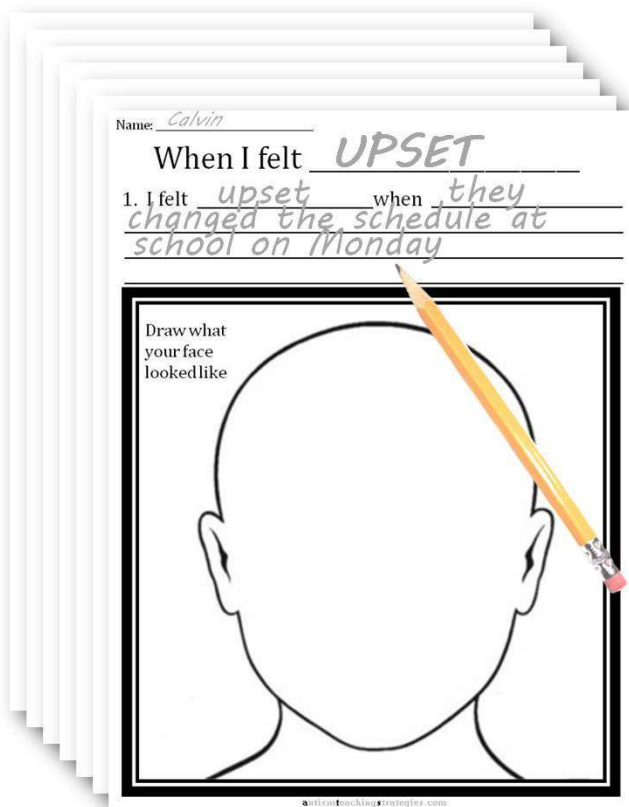 Name: Calvin
When I felt UPSET
1. I felt upset when they
changed the schedule at
school on Monday
Draw what
your face
looked like
autismteachingstrategies.com